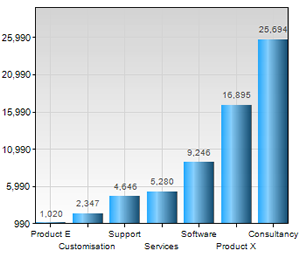 25,990
20,990
15,990
10,990
5,990
990
1,020
2,347
4,646
5,280
9,246
16,895
25,694
Product E
Customisation
Support
Services
Software
Product X
Consultancy